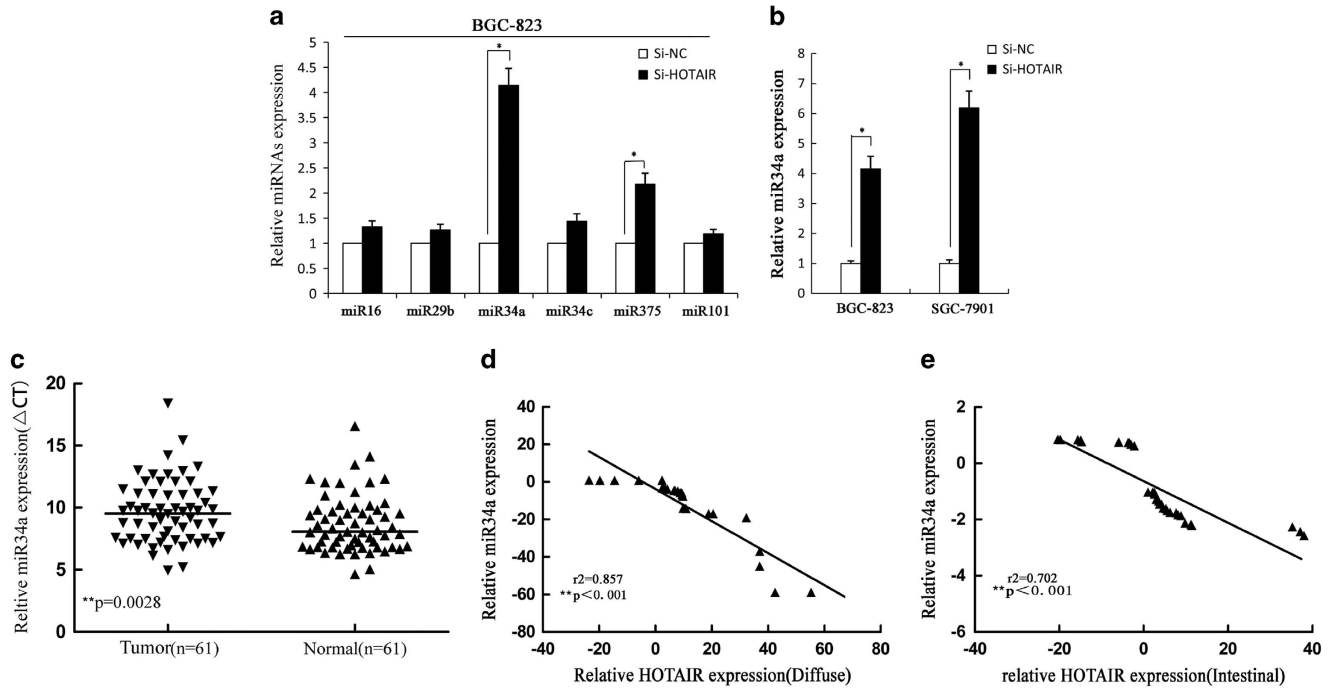 a
BGC-823
Relative miRNAs expression
5
4.5
4
3.5
3
2.5
2
1.5
1
0.5
0
Si-NC
Si-HOTAIR
*
*
miR16 miR29b miR34a miR34c miR375 miR101
b
Relative miR34a expression
8
7
6
5
4
3
2
1
0
Si-NC
Si-HOTAIR
*
*
BGC-823 SGC-7901
c
Reltive miR34a expression(△CT)
20
15
10
5
0
**p=0.0028
Tumor(n=61) Normal(n=61)
d
Relative miR34a expression
40
20
0
-20
-40
-60
-80
r2=0.857
**p<0.001
-40 -20 0 20 40 60 80
Relative HOTAIR expression(Diffuse)
e
Relative miR34a expression
2
0
-2
-4
-6
r2=0.702
**p<0.001
-40 -20 0 20 40
relative HOTAIR expression(Intestinal)